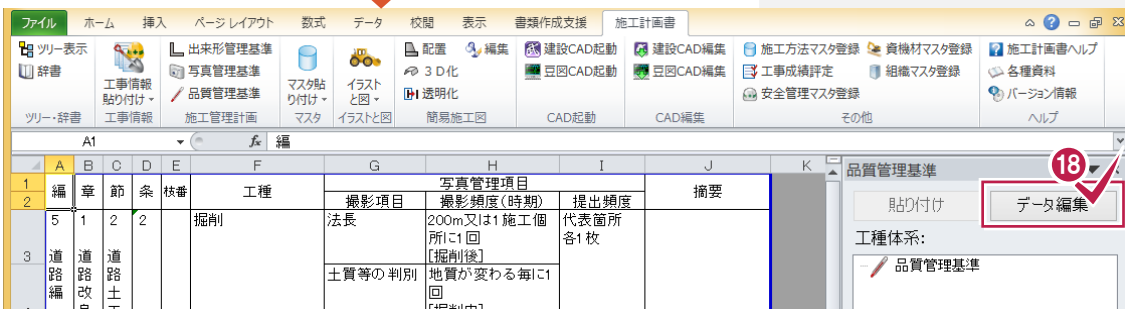 ファイル ホーム 挿入 ページ レイアウト 数式 データ 校閲 表示 書類作成支援 施工計画書
ツリー表示
辞書
ツリー・辞書
工事情報
貼り付け
工事情報
出来形管理基準
写真管理基準
品質管理基準
施工管理計画
マスタ貼
り付け
マスタ
イラスト
と図
イラストと図
配置 編集
3D化
透明化
簡易施工図
建設CAD起動
豆図CAD起動
CAD起動
建設CAD編集
豆図CAD編集
CAD編集
施工方法マスタ登録 資機材マスタ登録
工事成績評定 組織マスタ登録
安全管理マスタ登録
その他
施工計画書ヘルプ
各種資料
バージョン情報
ヘルプ
A1 fx 編
A B C D E F G H I J K
1 編 章 節 条 枝番 工種 写真管理項目 摘要
2 撮影項目 撮影頻度(時期) 提出頻度
3 5 1 2 2 掘削 法長 200m又は1施工個
所に1回
[掘削後]
代表箇所
各1枚
道路編
道路改
道路土
土質等の判別 地質が変わる毎に1
回
品質管理基準
18
貼り付け データ編集
工種体系:
品質管理基準